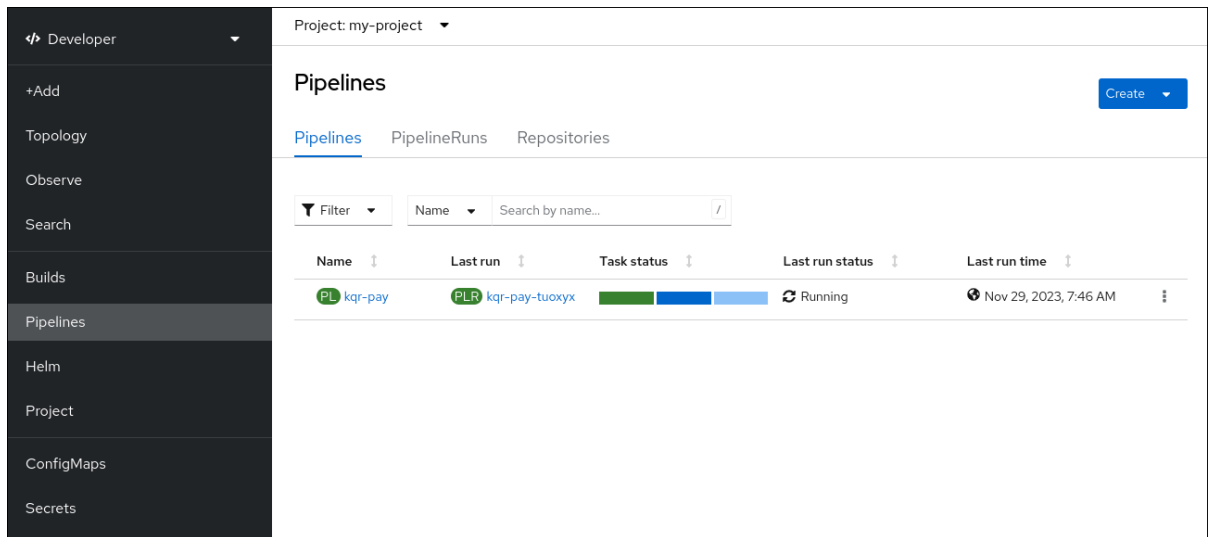 Developer
+Add
Topology
Observe
Search
Builds
Pipelines
Helm
Project
ConfigMaps
Secrets
Project: my-project
Pipelines
Create
Pipelines PipelineRuns Repositories
Filter Name Search by name... /
Name Last run Task status Last run status Last run time
PL kqr-pay PLR kqr-pay-tuoxyx Running Nov 29, 2023, 7:46 AM